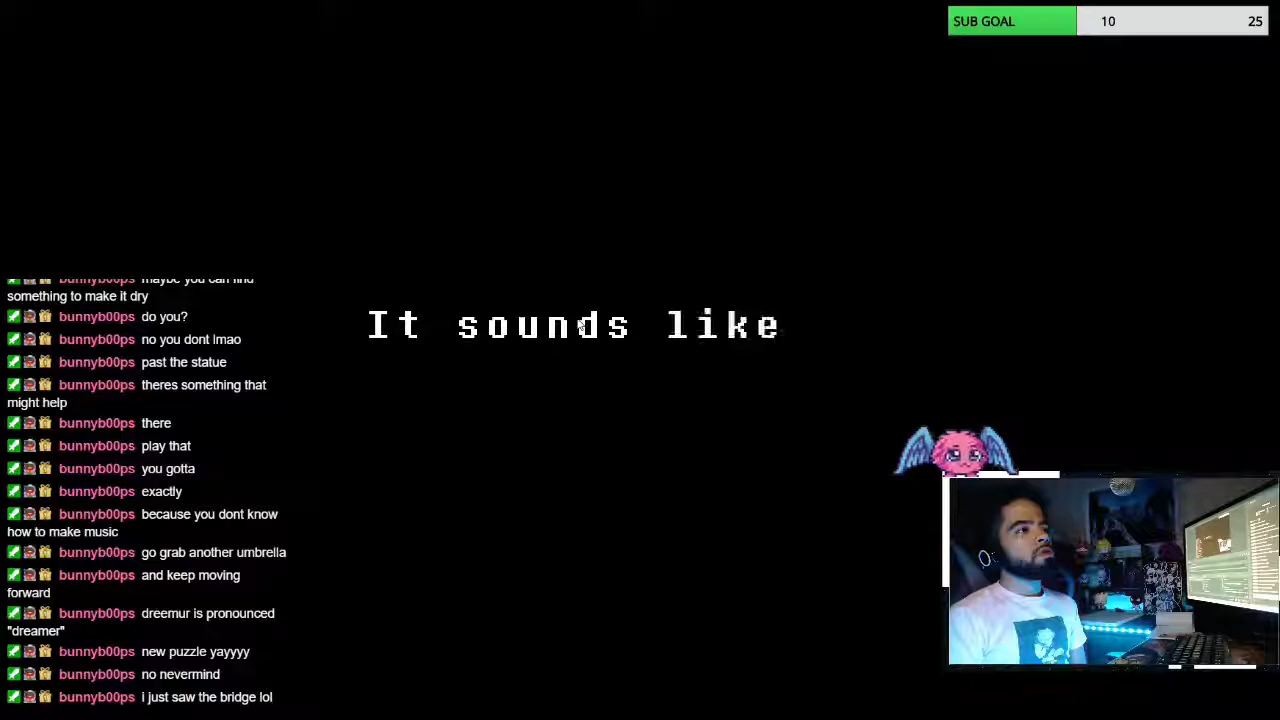 SUB GOAL 10 25
bunnyb00ps maybe you can find
something to make it dry
bunnyb00ps do you?
bunnyb00ps no you dont lmao
bunnyb00ps past the statue
bunnyb00ps theres something that
might help
bunnyb00ps there
bunnyb00ps play that
bunnyb00ps you gotta
bunnyb00ps exactly
bunnyb00ps because you dont know
how to make music
bunnyb00ps go grab another umbrella
bunnyb00ps and keep moving
forward
bunnyb00ps dreemur is pronounced
"dreamer"
bunnyb00ps new puzzle yayyyy
bunnyb00ps no nevermind
bunnyb00ps i just saw the bridge lol
It sounds like